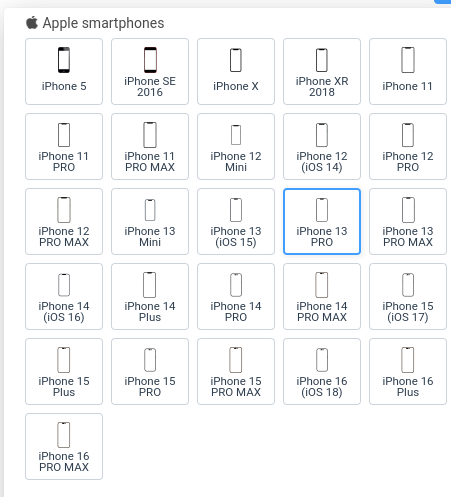 Apple smartphones
iPhone 5
iPhone SE
2016
iPhone X
iPhone XR
2018
iPhone 11
iPhone 11
PRO
iPhone 11
PRO MAX
iPhone 12
Mini
iPhone 12
(iOS 14)
iPhone 12
PRO
iPhone 12
PRO MAX
iPhone 13
Mini
iPhone 13
(iOS 15)
iPhone 13
PRO
iPhone 13
PRO MAX
iPhone 14
(iOS 16)
iPhone 14
Plus
iPhone 14
PRO
iPhone 14
PRO MAX
iPhone 15
(iOS 17)
iPhone 15
Plus
iPhone 15
PRO
iPhone 15
PRO MAX
iPhone 16
(iOS 18)
iPhone 16
Plus
iPhone 16
PRO MAX